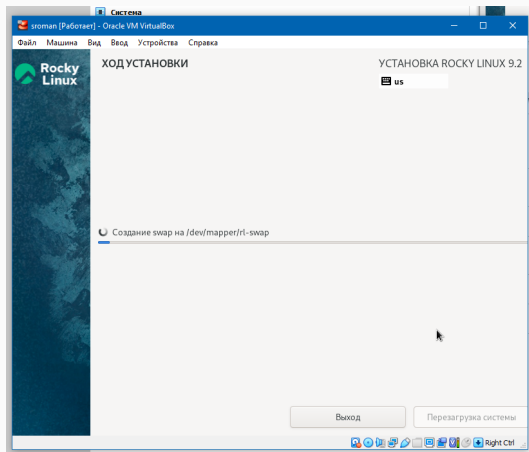 Система
sroman [Работает] - Oracle VM VirtualBox
Файл Машина Вид Ввод Устройства Справка
Rocky
Linux
ХОД УСТАНОВКИ
УСТАНОВКА ROCKY LINUX 9.2
us
Создание swap на /dev/mapper/rl-swap
Выход
Перезагрузка системы
Right Ctrl